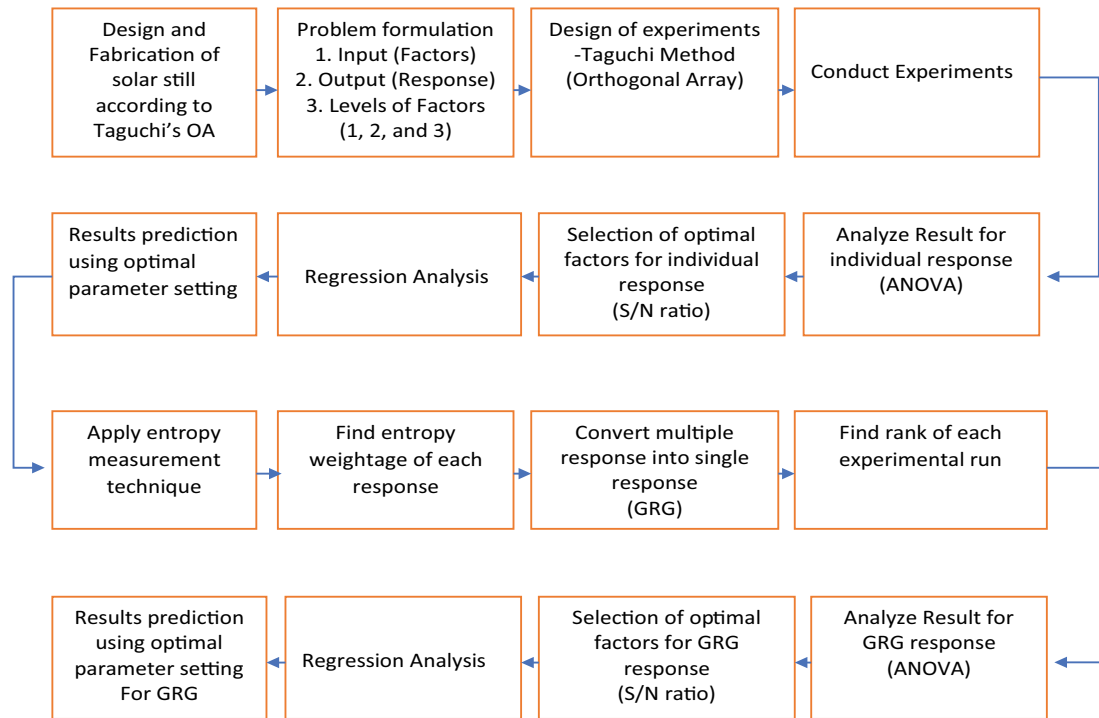 Design and
Fabrication of
solar still
according to
Taguchi's OA
Problem formulation
1. Input (Factors)
2. Output (Response)
3. Levels of Factors
(1, 2, and 3)
Design of experiments
-Taguchi Method
(Orthogonal Array)
Conduct Experiments
Results prediction
using optimal
parameter setting
Regression Analysis
Selection of optimal
factors for individual
response
(S/N ratio)
Analyze Result for
individual response
(ANOVA)
Apply entropy
measurement
technique
Find entropy
weightage of each
response
Convert multiple
response into single
response
(GRG)
Find rank of each
experimental run
Results prediction
using optimal
parameter setting
For GRG
Regression Analysis
Selection of optimal
factors for GRG
response
(S/N ratio)
Analyze Result for
GRG response
(ANOVA)